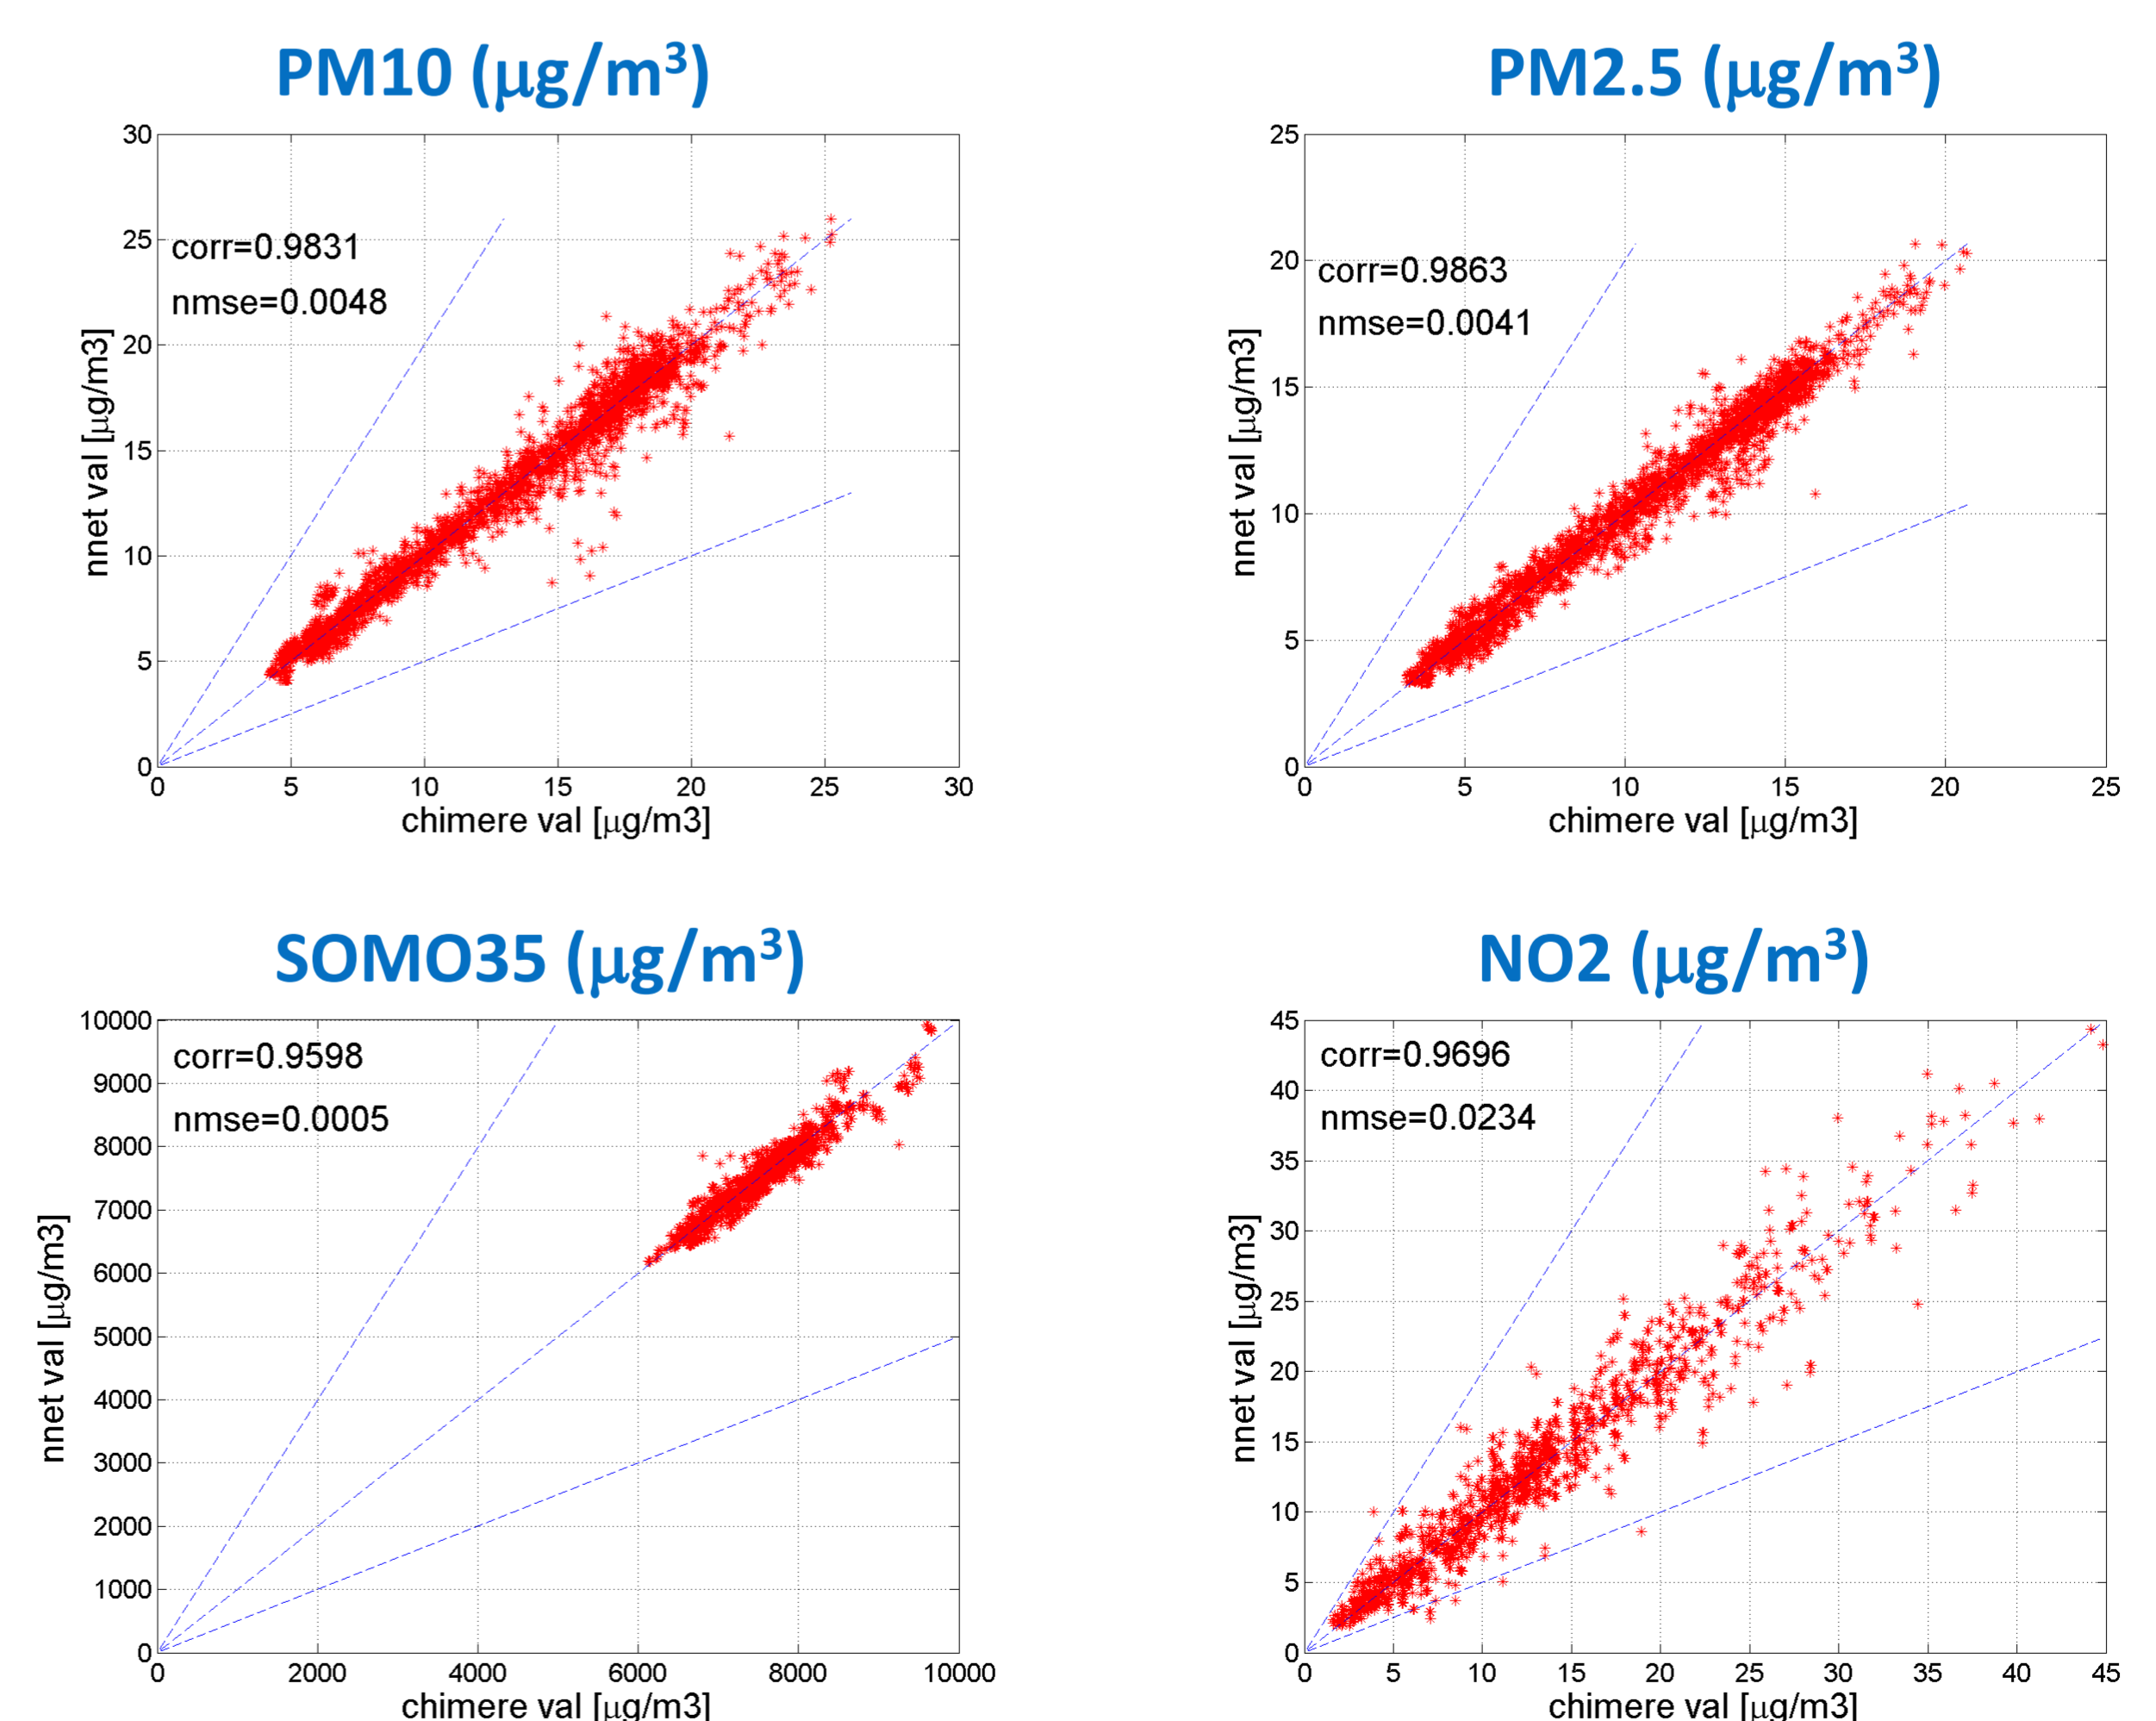 PM10 (μg/m³)
30
25
20
15
10
5
0
0 5 10 15 20 25 30
corr=0.9831
nmse=0.0048
nnet val [μg/m3]
chimere val [μg/m3]
PM2.5 (μg/m³)
25
20
15
10
5
0
0 5 10 15 20 25
corr=0.9863
nmse=0.0041
nnet val [μg/m3]
chimere val [μg/m3]
SOMO35 (μg/m³)
10000
9000
8000
7000
6000
5000
4000
3000
2000
1000
0
0 2000 4000 6000 8000 10000
corr=0.9598
nmse=0.0005
nnet val [μg/m3]
chimere val [μg/m3]
NO2 (μg/m³)
45
40
35
30
25
20
15
10
5
0
0 5 10 15 20 25 30 35 40 45
corr=0.9696
nmse=0.0234
nnet val [μg/m3]
chimere val [μg/m3]